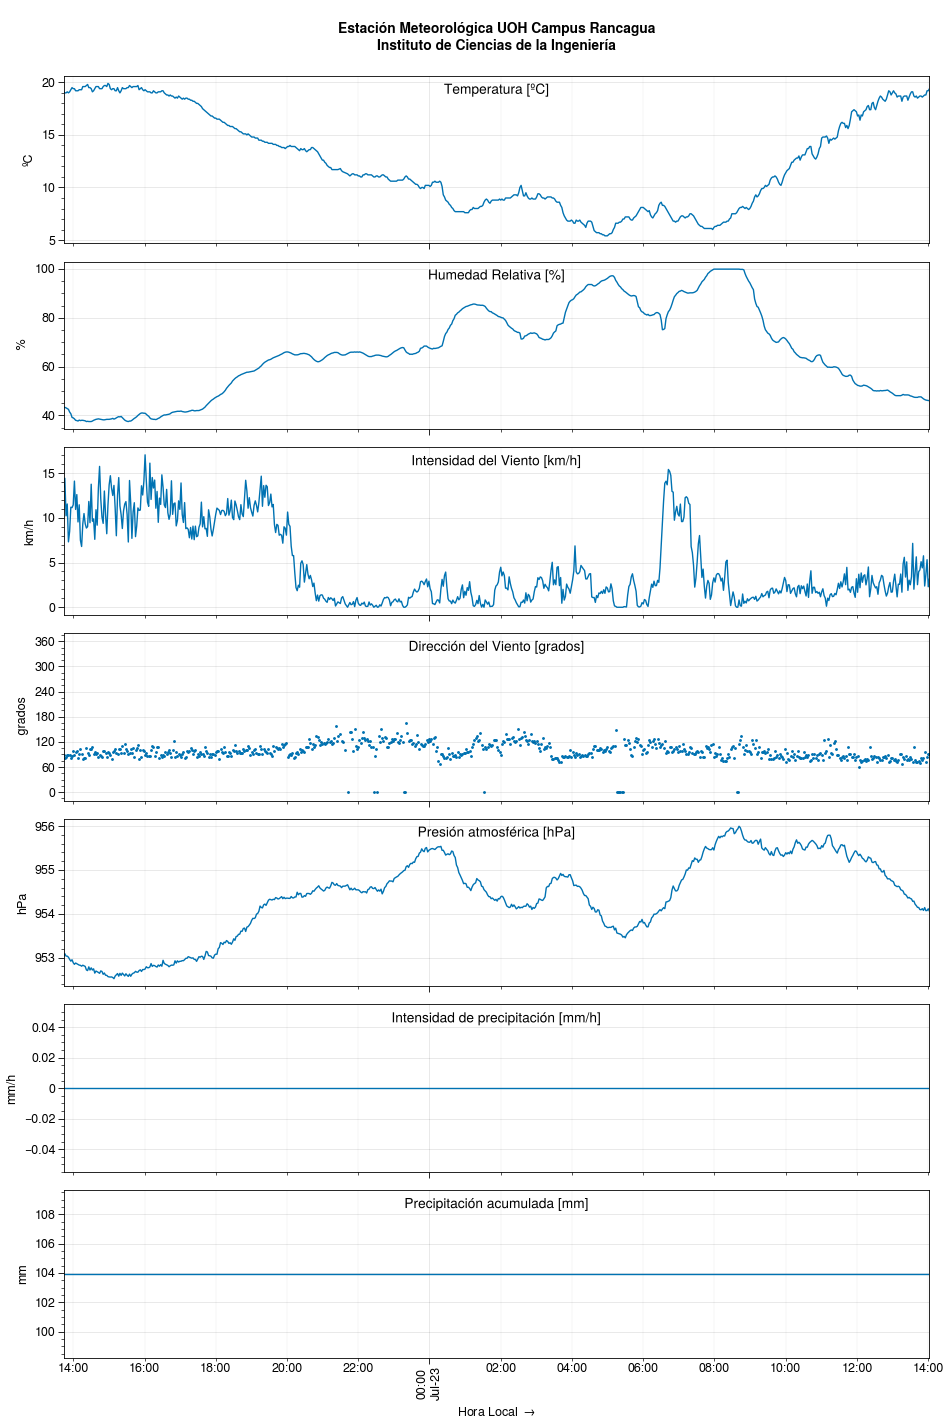 Estación Meteorológica UOH Campus Rancagua
Instituto de Ciencias de la Ingeniería
Temperatura [ºC]
ºC
20
15
10
5
Humedad Relativa [%]
%
100
80
60
40
Intensidad del Viento [km/h]
km/h
15
10
5
0
Dirección del Viento [grados]
grados
360
300
240
180
120
60
0
Presión atmosférica [hPa]
hPa
956
955
954
953
Intensidad de precipitación [mm/h]
mm/h
0.04
0.02
0
−0.02
−0.04
Precipitación acumulada [mm]
mm
108
106
104
102
100
14:00 16:00 18:00 20:00 22:00 00:00 02:00 04:00 06:00 08:00 10:00 12:00 14:00
Jul-23
Hora Local →